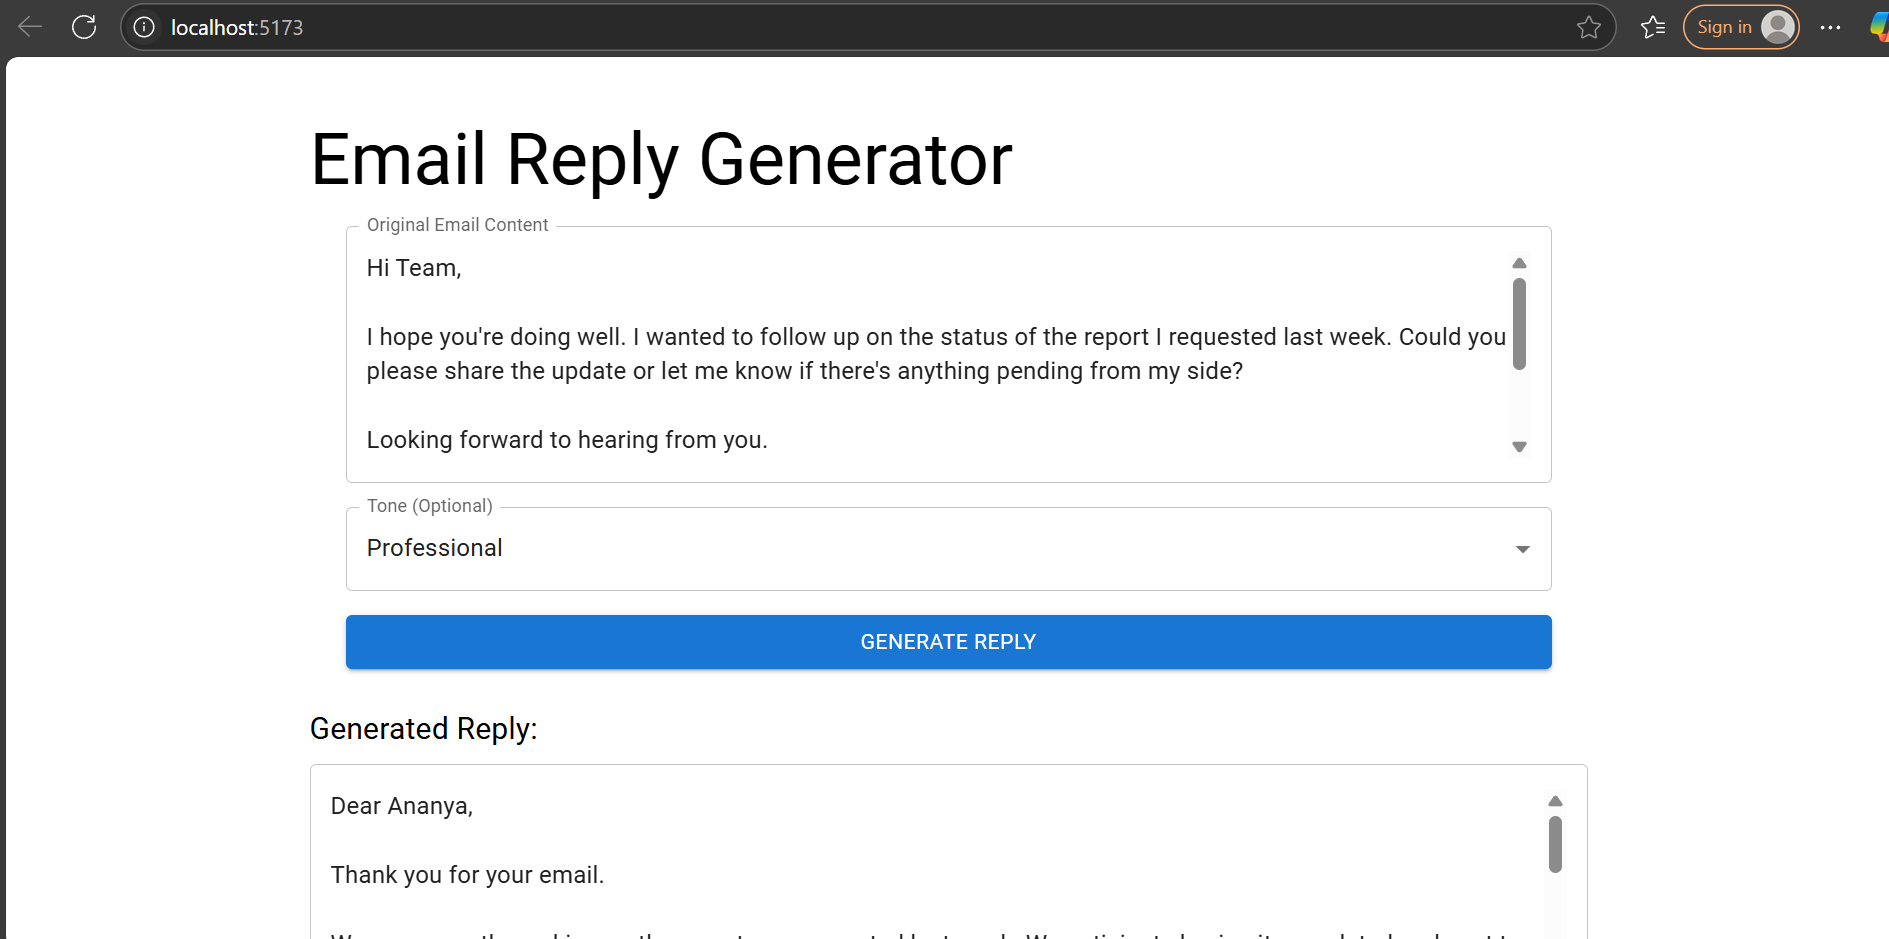 localhost:5173
Sign in
Email Reply Generator
Original Email Content
Hi Team,
I hope you're doing well. I wanted to follow up on the status of the report I requested last week. Could you
please share the update or let me know if there's anything pending from my side?
Looking forward to hearing from you.
Tone (Optional)
Professional
GENERATE REPLY
Generated Reply:
Dear Ananya,
Thank you for your email.